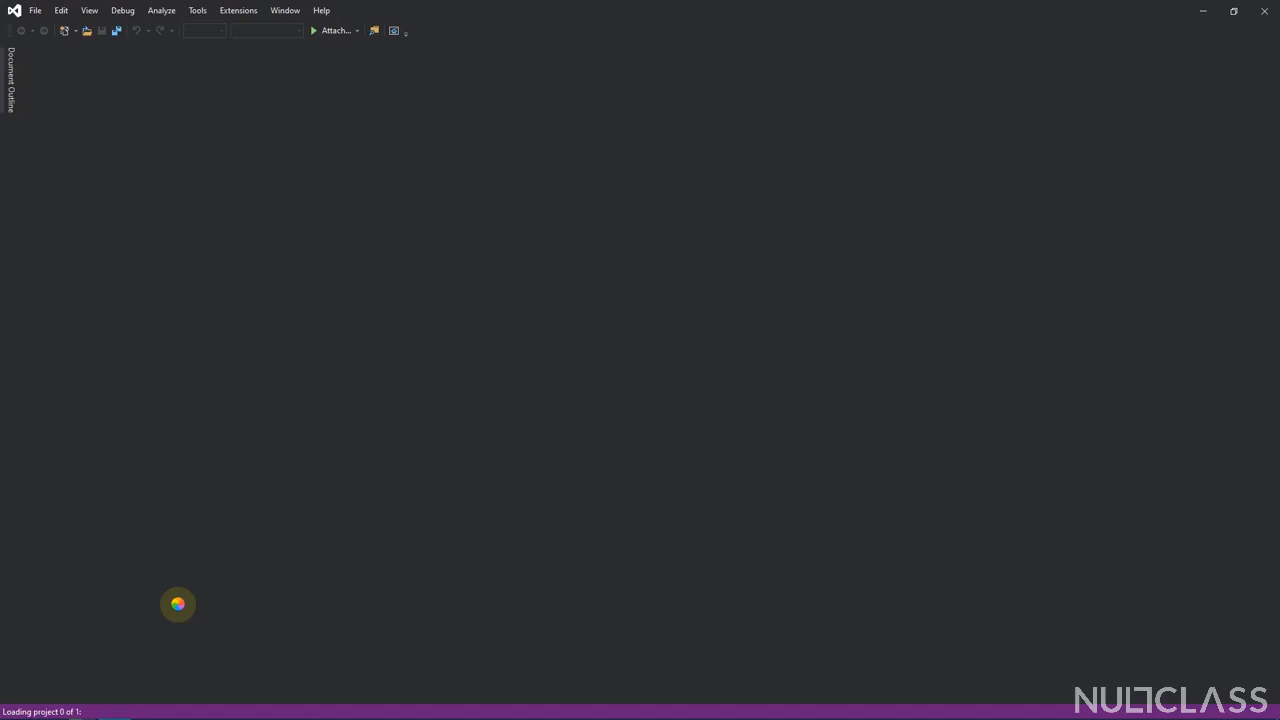 File Edit View Debug Analyze Tools Extensions Window Help
Attach...
Document Outline
Loading project 0 of 1:
NULLCLASS